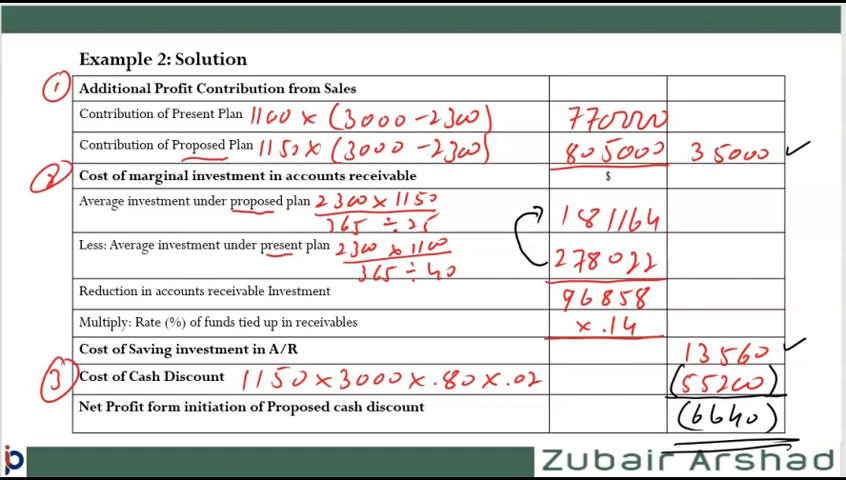 Example 2: Solution
1 Additional Profit Contribution from Sales
Contribution of Present Plan 1100 x (3000 - 2300) 770000
Contribution of Proposed Plan 1150 x (3000 - 2300) 805000 35000 ✓
2 Cost of marginal investment in accounts receivable $
Average investment under proposed plan 2300 x 1150 181164
365 ÷ 25
Less: Average investment under present plan 2300 x 1100 278022
365 ÷ 40
Reduction in accounts receivable Investment 96858
Multiply: Rate (%) of funds tied up in receivables x .14
Cost of Saving investment in A/R 13560 ✓
3 Cost of Cash Discount 1150 x 3000 x .80 x .02 (55200)
Net Profit form initiation of Proposed cash discount (6640)
Zubair Arshad